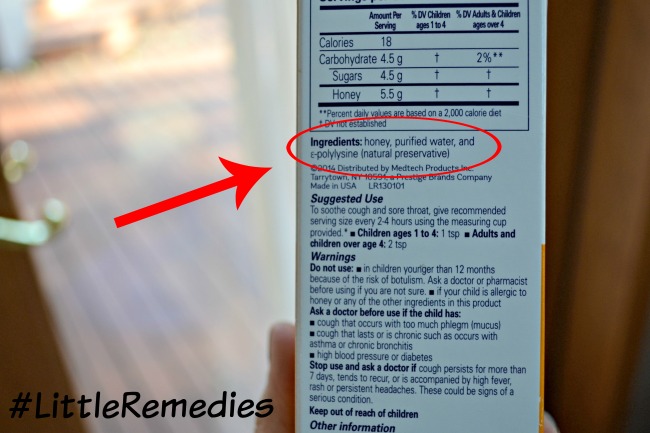 Amount Per Serving % DV Children ages 1 to 4 % DV Adults & Children ages over 4
Calories 18
Carbohydrate 4.5 g † 2%**
Sugars 4.5 g † †
Honey 5.5 g † †
**Percent daily values are based on a 2,000 calorie diet
† DV not established
Ingredients: honey, purified water, and
ε-polylysine (natural preservative)
©2014 Distributed by Medtech Products Inc.
Tarrytown, NY 10591, a Prestige Brands Company
Made in USA LR130101
Suggested Use
To soothe cough and sore throat, give recommended
serving size every 2-4 hours using the measuring cup
provided.* ■ Children ages 1 to 4: 1 tsp ■ Adults and
children over age 4: 2 tsp
Warnings
Do not use: ■ in children younger than 12 months
because of the risk of botulism. Ask a doctor or pharmacist
before using if you are not sure. ■ if your child is allergic to
honey or any of the other ingredients in this product
Ask a doctor before use if the child has:
■ cough that occurs with too much phlegm (mucus)
■ cough that lasts or is chronic such as occurs with
asthma or chronic bronchitis
■ high blood pressure or diabetes
Stop use and ask a doctor if cough persists for more than
7 days, tends to recur, or is accompanied by high fever,
rash or persistent headaches. These could be signs of a
serious condition.
Keep out of reach of children
Other information
#LittleRemedies